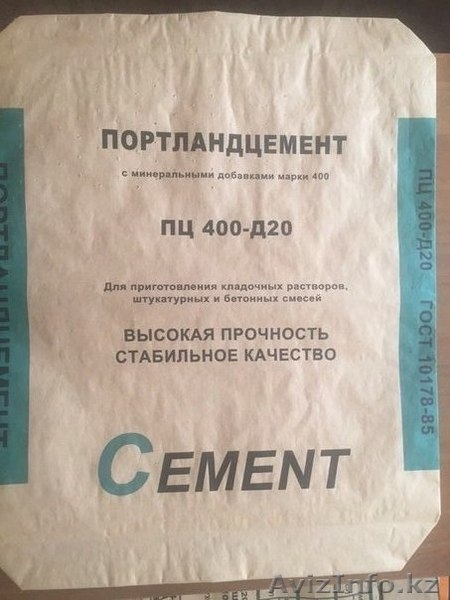 ПОРТЛАНДЦЕМЕНТ
с минеральными добавками марки 400
ПЦ 400-Д20
Для приготовления кладочных растворов,
штукатурных и бетонных смесей
ВЫСОКАЯ ПРОЧНОСТЬ
СТАБИЛЬНОЕ КАЧЕСТВО
CEMENT
ПОРТЛАНДЦЕМЕНТ
ПЦ 400-Д20 ГОСТ 10178-85
AvizInfo.kz